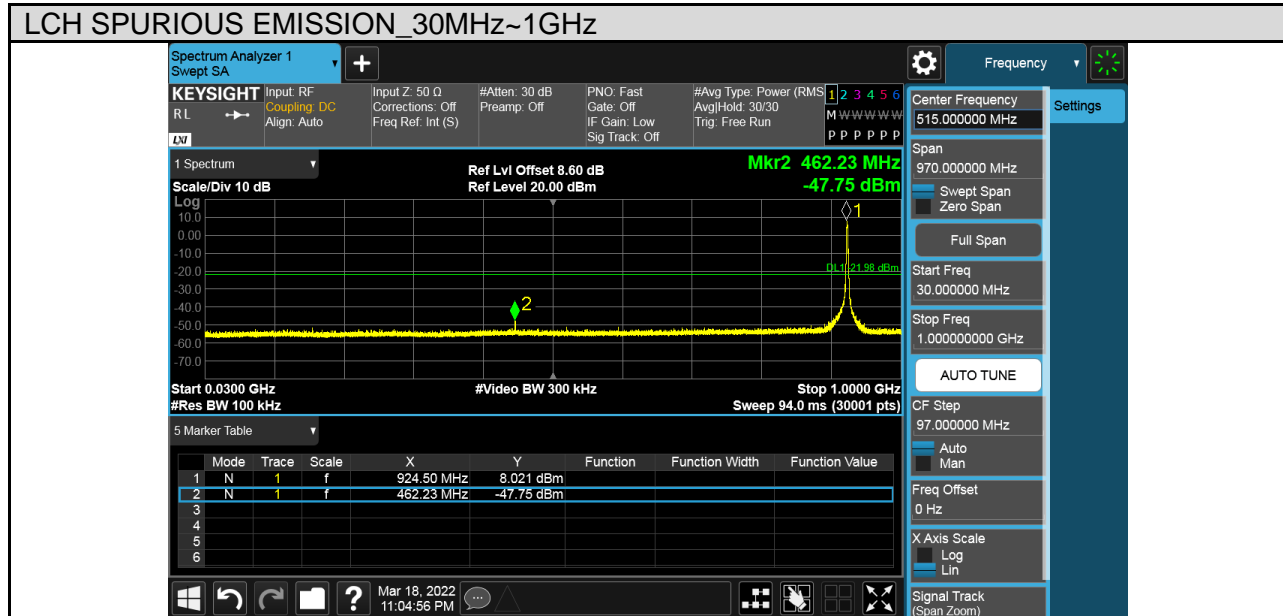 LCH SPURIOUS EMISSION_30MHz~1GHz
Spectrum Analyzer 1
Swept SA
+
Frequency
KEYSIGHT
RL
LXI
Input: RF
Coupling: DC
Align: Auto
Input Z: 50 Ω
Corrections: Off
Freq Ref: Int (S)
#Atten: 30 dB
Preamp: Off
PNO: Fast
Gate: Off
IF Gain: Low
Sig Track: Off
#Avg Type: Power (RMS
Avg|Hold: 30/30
Trig: Free Run
1 2 3 4 5 6
M W W W W W
P P P P P P
Center Frequency
515.000000 MHz
Settings
1 Spectrum
Scale/Div 10 dB
Ref Lvl Offset 8.60 dB
Ref Level 20.00 dBm
Mkr2 462.23 MHz
-47.75 dBm
Span
970.000000 MHz
Swept Span
Zero Span
Full Span
Log
10.0
0.00
-10.0
-20.0
-30.0
-40.0
-50.0
-60.0
-70.0
1
2
DL1 -21.98 dBm
Start Freq
30.000000 MHz
Stop Freq
1.000000000 GHz
AUTO TUNE
Start 0.0300 GHz
#Res BW 100 kHz
#Video BW 300 kHz
Stop 1.0000 GHz
Sweep 94.0 ms (30001 pts)
CF Step
97.000000 MHz
Auto
Man
5 Marker Table
Mode Trace Scale X Y Function Function Width Function Value
1 N 1 f 924.50 MHz 8.021 dBm
2 N 1 f 462.23 MHz -47.75 dBm
3
4
5
6
Freq Offset
0 Hz
X Axis Scale
Log
Lin
Signal Track
(Span Zoom)
?
Mar 18, 2022
11:04:56 PM